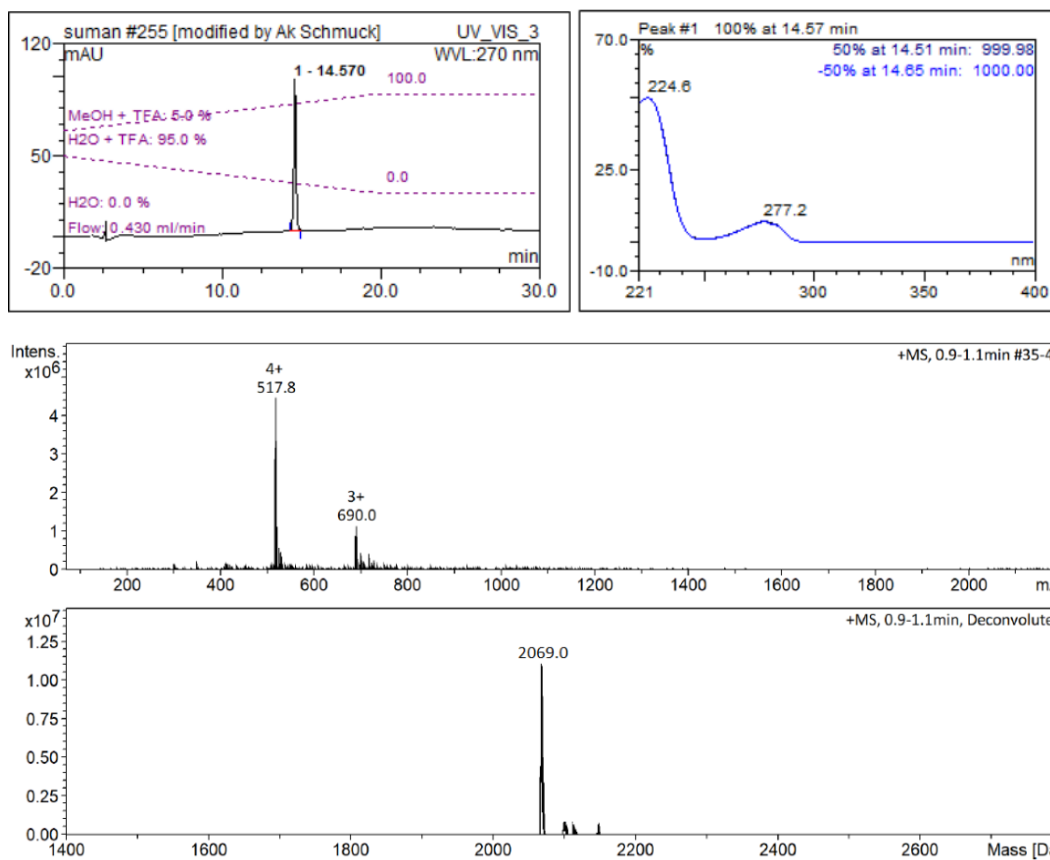 suman #255 [modified by Ak Schmuck] UV_VIS_3
120
mAU WVL:270 nm
1 - 14.570
100.0
MeOH + TFA: 5.0 %
H2O + TFA: 95.0 %
50
0.0
H2O: 0.0 %
Flow: 0.430 ml/min
min
-20
0.0 10.0 20.0 30.0
Peak #1 100% at 14.57 min
70.0
% 50% at 14.51 min: 999.98
-50% at 14.65 min: 1000.00
224.6
25.0
277.2
nm
-10.0
221 300 350 400
Intens. +MS, 0.9-1.1min #35-4
x10⁶
4+
517.8
4
3
2
3+
690.0
1
0
200 400 600 800 1000 1200 1400 1600 1800 2000 m
x10⁷ +MS, 0.9-1.1min, Deconvolute
1.25
2069.0
1.00
0.75
0.50
0.25
0.00
1400 1600 1800 2000 2200 2400 2600 Mass [D